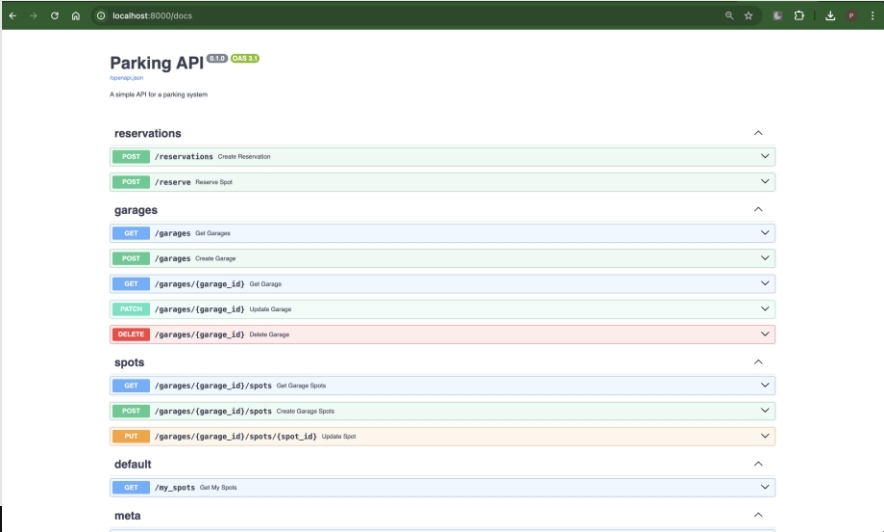 localhost:8000/docs
P
Parking API 0.1.0 OAS 3.1
/openapi.json
A simple API for a parking system
reservations
POST /reservations Create Reservation
POST /reserve Reserve Spot
garages
GET /garages Get Garages
POST /garages Create Garage
GET /garages/{garage_id} Get Garage
PATCH /garages/{garage_id} Update Garage
DELETE /garages/{garage_id} Delete Garage
spots
GET /garages/{garage_id}/spots Get Garage Spots
POST /garages/{garage_id}/spots Create Garage Spots
PUT /garages/{garage_id}/spots/{spot_id} Update Spot
default
GET /my_spots Get My Spots
meta